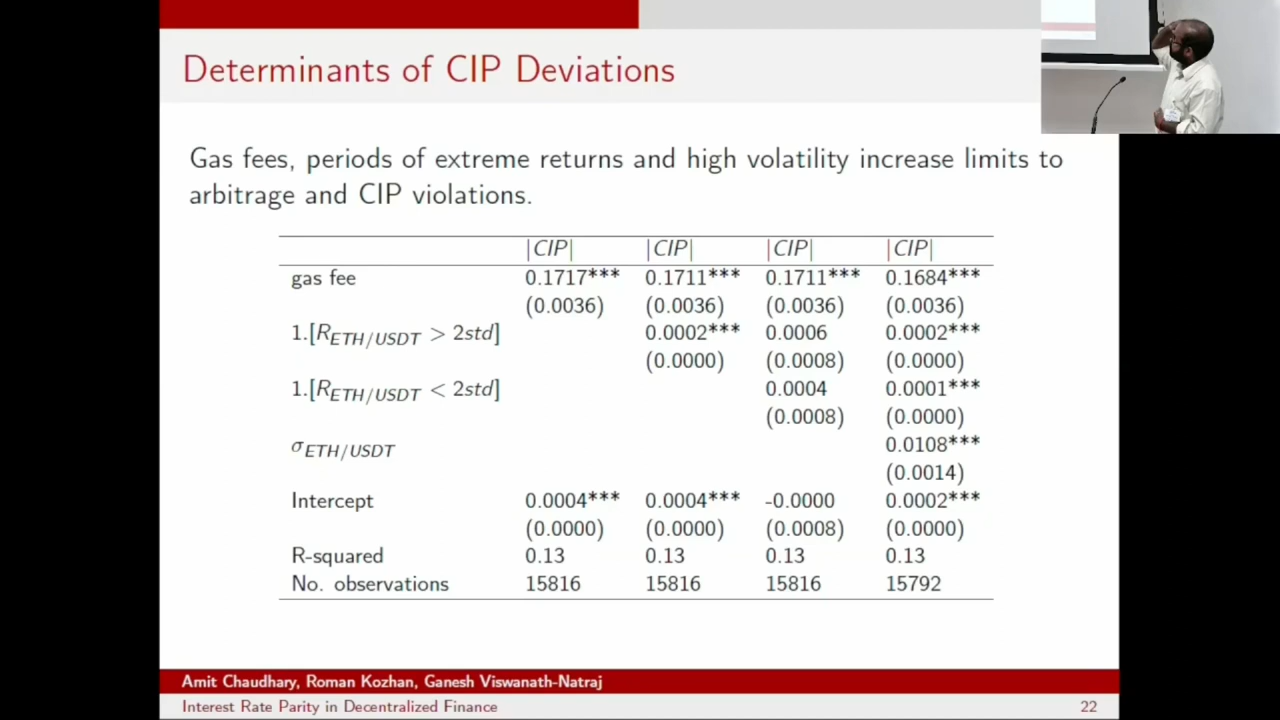 Determinants of CIP Deviations
Gas fees, periods of extreme returns and high volatility increase limits to
arbitrage and CIP violations.
|CIP| |CIP| |CIP| |CIP|
gas fee 0.1717*** 0.1711*** 0.1711*** 0.1684***
(0.0036) (0.0036) (0.0036) (0.0036)
1.[R_ETH/USDT > 2std] 0.0002*** 0.0006 0.0002***
(0.0000) (0.0008) (0.0000)
1.[R_ETH/USDT < 2std] 0.0004 0.0001***
(0.0008) (0.0000)
σ_ETH/USDT 0.0108***
(0.0014)
Intercept 0.0004*** 0.0004*** -0.0000 0.0002***
(0.0000) (0.0000) (0.0008) (0.0000)
R-squared 0.13 0.13 0.13 0.13
No. observations 15816 15816 15816 15792
Amit Chaudhary, Roman Kozhan, Ganesh Viswanath-Natraj
Interest Rate Parity in Decentralized Finance 22